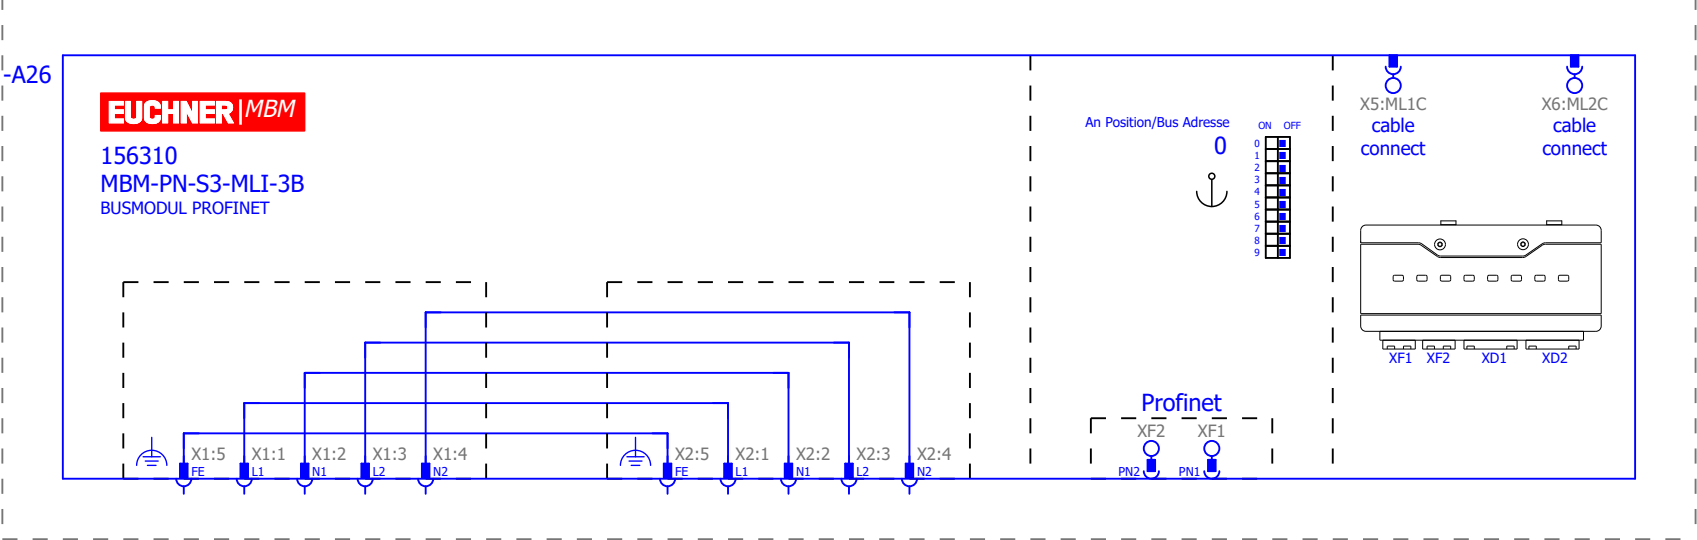 -A26
EUCHNER|MBM
156310
MBM-PN-S3-MLI-3B
BUSMODUL PROFINET
An Position/Bus Adresse
0
ON OFF
0
1
2
3
4
5
6
7
8
9
X5:ML1C
cable
connect
X6:ML2C
cable
connect
XF1 XF2 XD1 XD2
Profinet
XF2 XF1
PN2 PN1
X1:5 X1:1 X1:2 X1:3 X1:4
FE L1 N1 L2 N2
X2:5 X2:1 X2:2 X2:3 X2:4
FE L1 N1 L2 N2